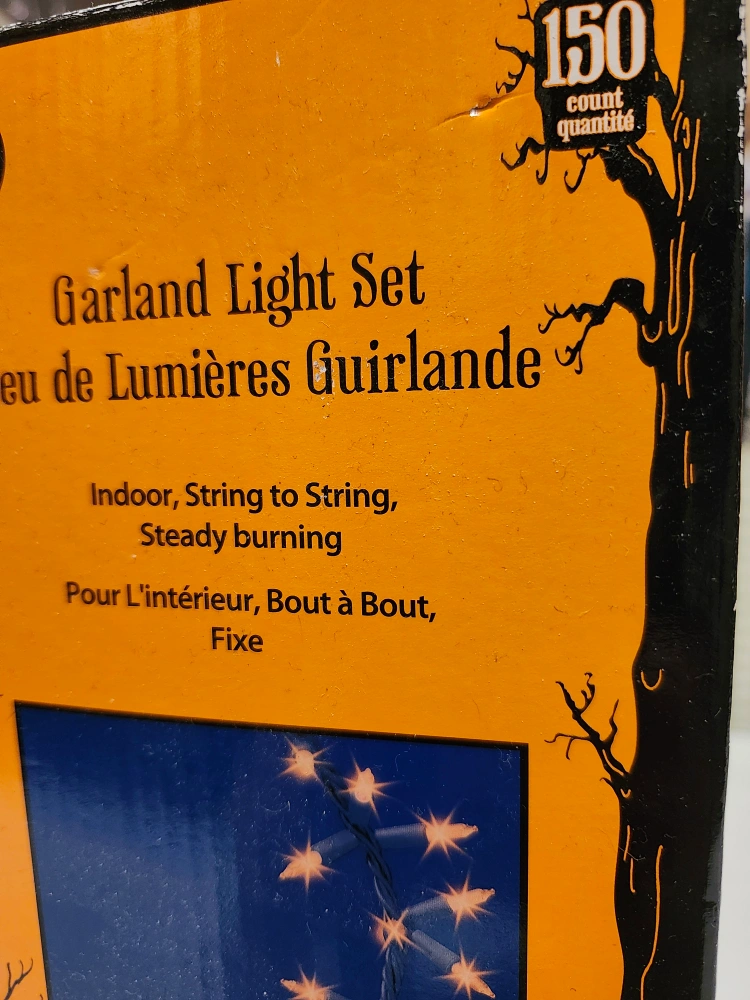 150
count
quantité
Garland Light Set
eu de Lumières Guirlande
Indoor, String to String,
Steady burning
Pour L'intérieur, Bout à Bout,
Fixe